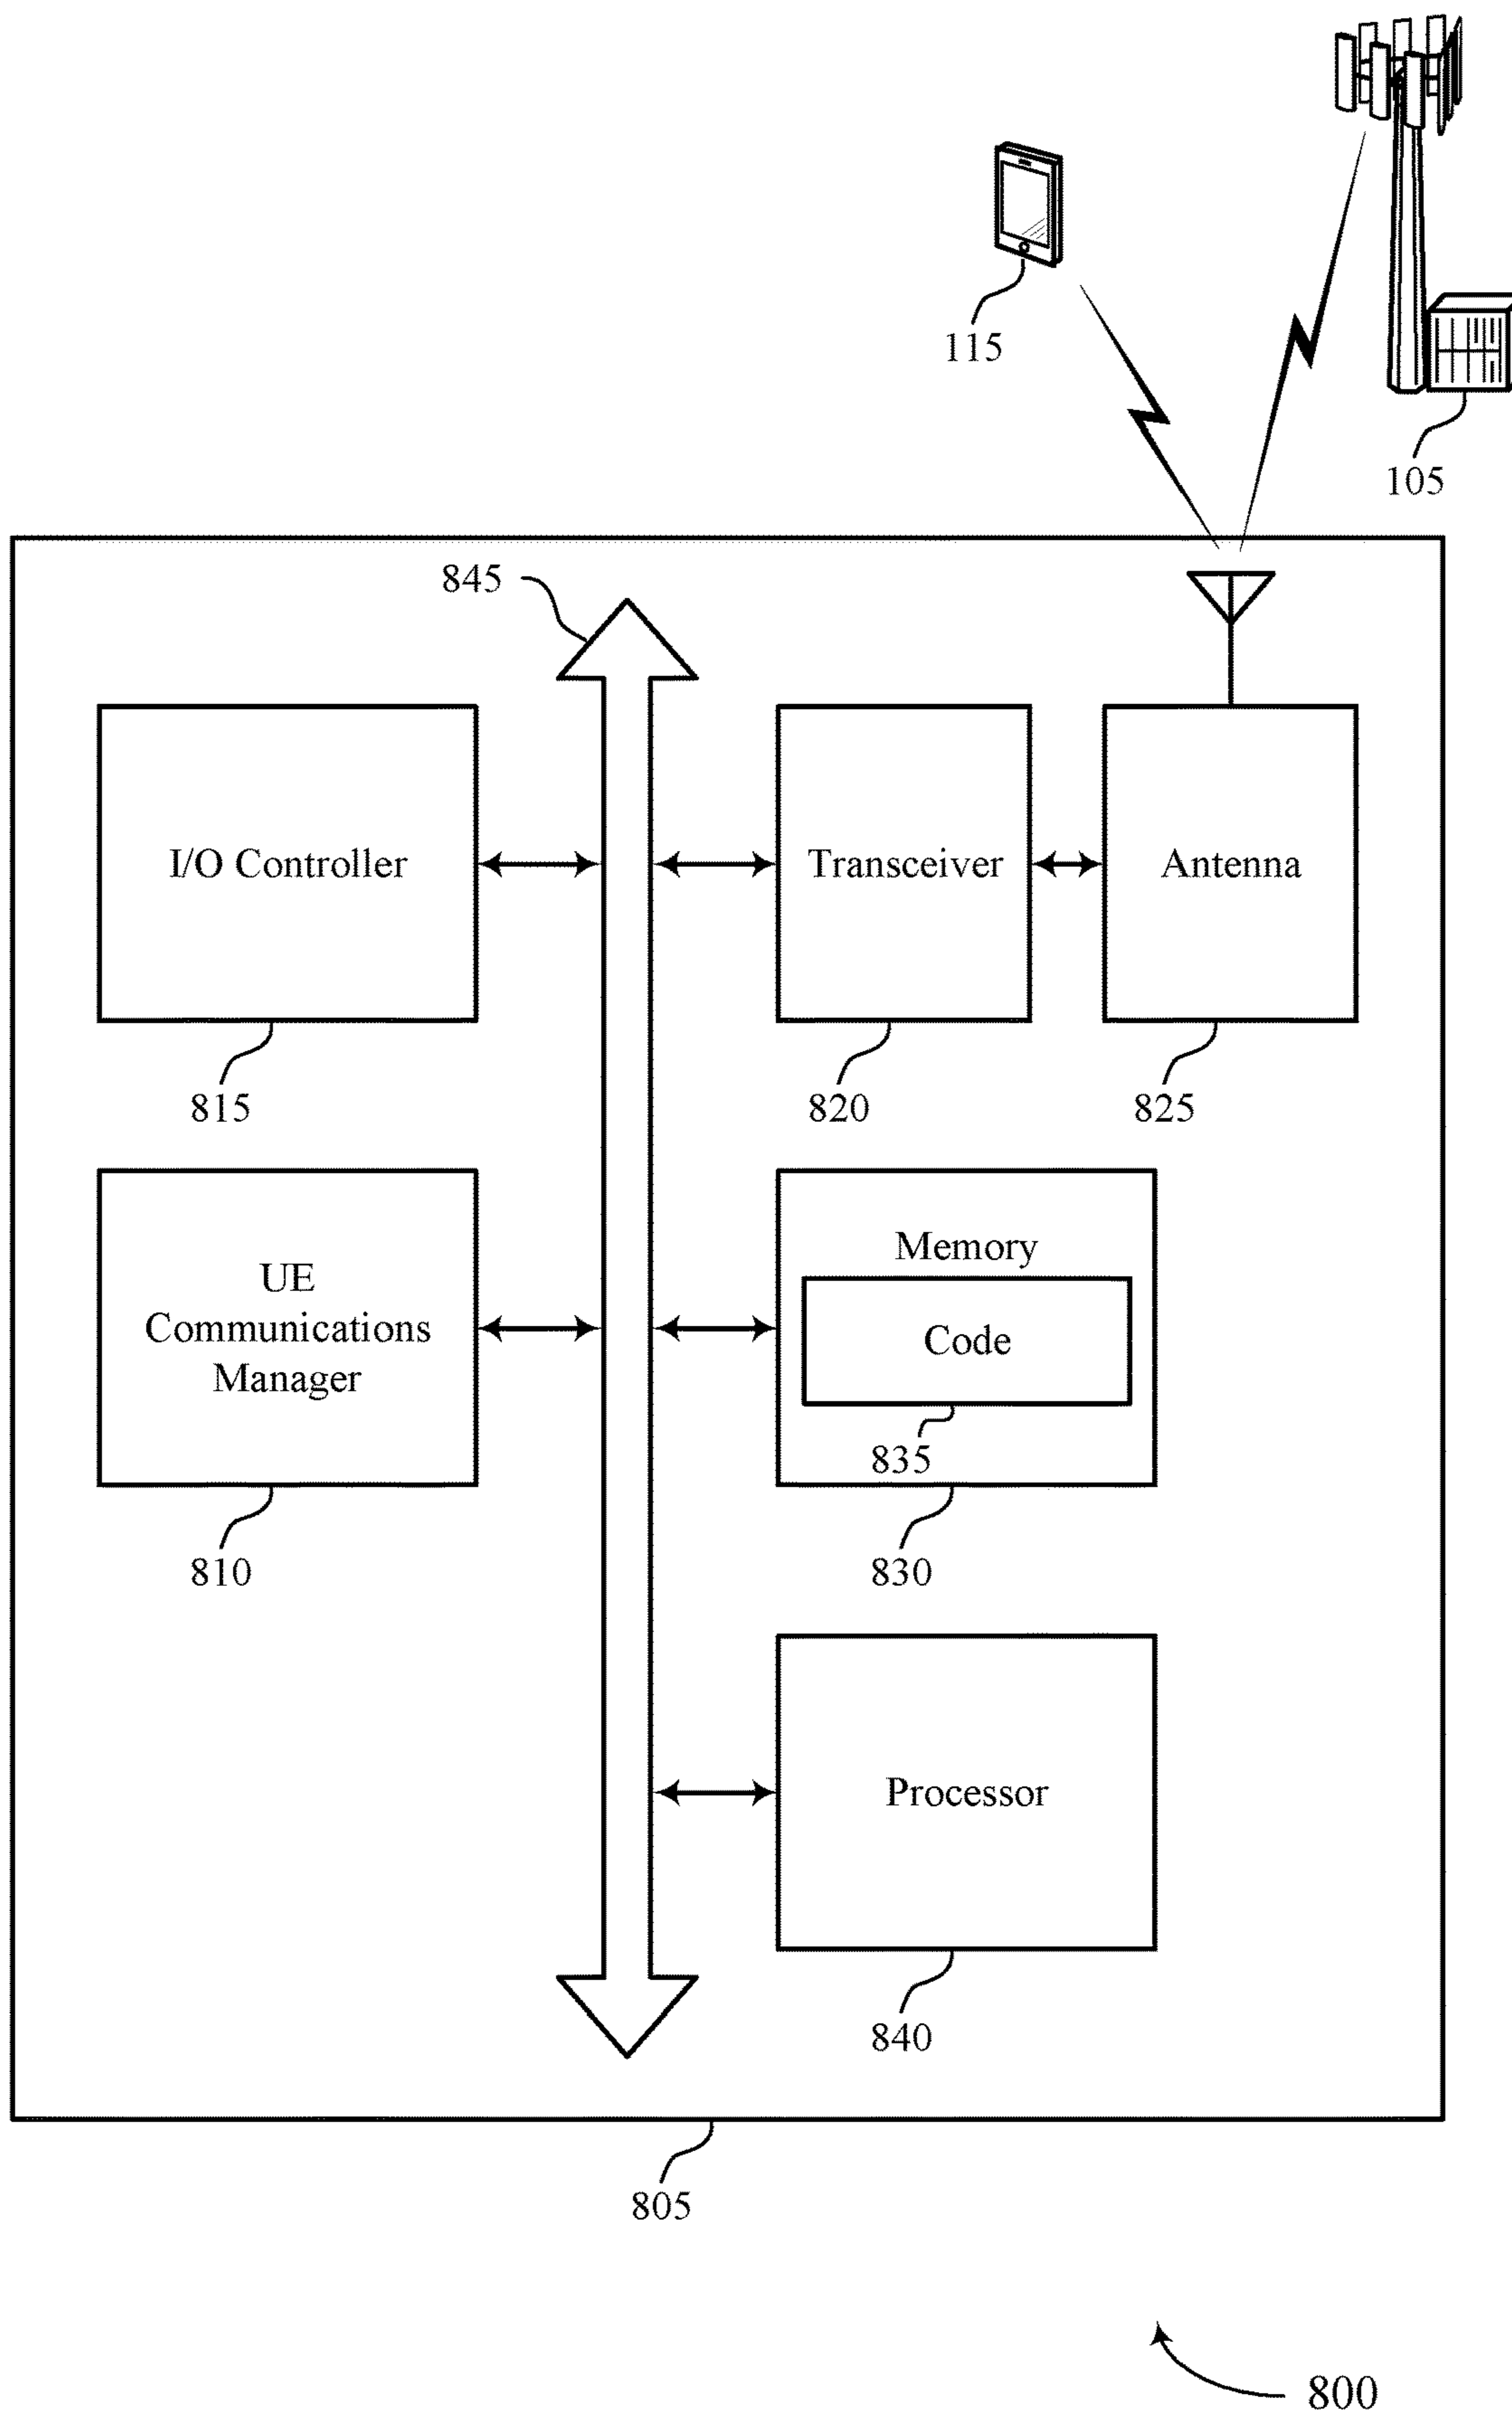 115
105
845
I/O Controller
Transceiver
Antenna
815
820
825
UE
Communications
Manager
Memory
Code
835
810
830
Processor
840
805
800